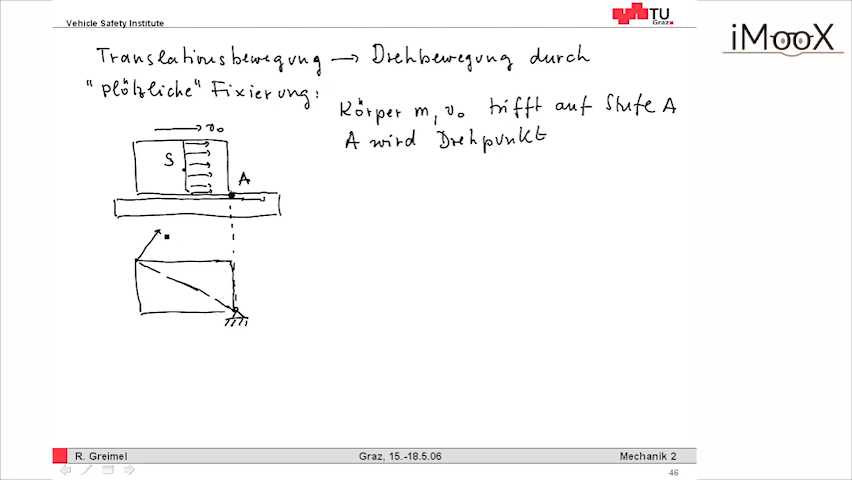 Vehicle Safety Institute
TU
Graz
iMooX
Translationsbewegung → Drehbewegung durch
"plötzliche" Fixierung:
Körper m, v₀ trifft auf Stufe A
A wird Drehpunkt
v₀
S
A
R. Greimel
Graz, 15.-18.5.06
Mechanik 2
46